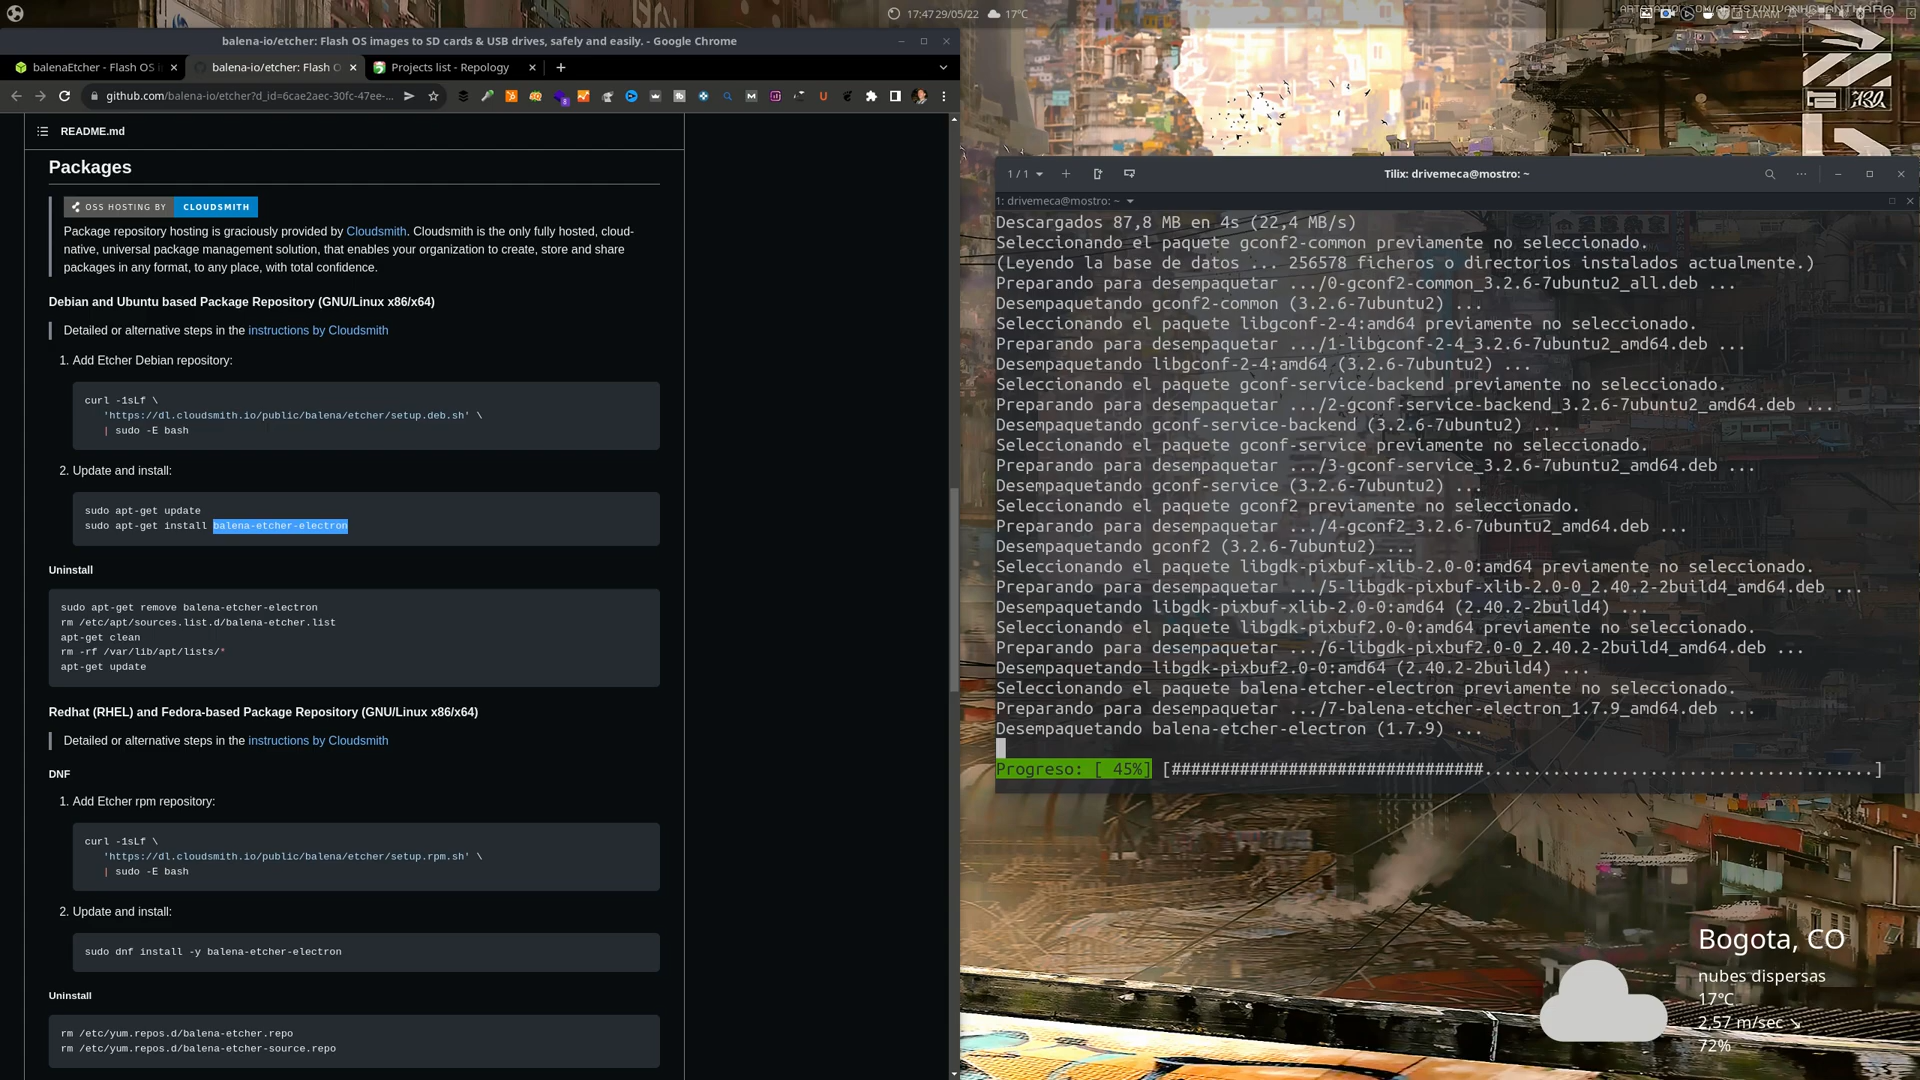 17:47 29/05/22 17°C
LATAM
balena-io/etcher: Flash OS images to SD cards & USB drives, safely and easily. - Google Chrome
balenaEtcher - Flash OS
balena-io/etcher: Flash O
Projects list - Repology
github.com/balena-io/etcher?d_id=6cae2aec-30fc-47ee-...
README.md
Packages
OSS HOSTING BY CLOUDSMITH
Package repository hosting is graciously provided by Cloudsmith. Cloudsmith is the only fully hosted, cloud-
native, universal package management solution, that enables your organization to create, store and share
packages in any format, to any place, with total confidence.
Debian and Ubuntu based Package Repository (GNU/Linux x86/x64)
Detailed or alternative steps in the instructions by Cloudsmith
1. Add Etcher Debian repository:
curl -1sLf \
'https://dl.cloudsmith.io/public/balena/etcher/setup.deb.sh' \
| sudo -E bash
2. Update and install:
sudo apt-get update
sudo apt-get install balena-etcher-electron
Uninstall
sudo apt-get remove balena-etcher-electron
rm /etc/apt/sources.list.d/balena-etcher.list
apt-get clean
rm -rf /var/lib/apt/lists/*
apt-get update
Redhat (RHEL) and Fedora-based Package Repository (GNU/Linux x86/x64)
Detailed or alternative steps in the instructions by Cloudsmith
DNF
1. Add Etcher rpm repository:
curl -1sLf \
'https://dl.cloudsmith.io/public/balena/etcher/setup.rpm.sh' \
| sudo -E bash
2. Update and install:
sudo dnf install -y balena-etcher-electron
Uninstall
rm /etc/yum.repos.d/balena-etcher.repo
rm /etc/yum.repos.d/balena-etcher-source.repo
1 / 1
Tilix: drivemeca@mostro: ~
1: drivemeca@mostro: ~
Descargados 87,8 MB en 4s (22,4 MB/s)
Seleccionando el paquete gconf2-common previamente no seleccionado.
(Leyendo la base de datos ... 256578 ficheros o directorios instalados actualmente.)
Preparando para desempaquetar .../0-gconf2-common_3.2.6-7ubuntu2_all.deb ...
Desempaquetando gconf2-common (3.2.6-7ubuntu2) ...
Seleccionando el paquete libgconf-2-4:amd64 previamente no seleccionado.
Preparando para desempaquetar .../1-libgconf-2-4_3.2.6-7ubuntu2_amd64.deb ...
Desempaquetando libgconf-2-4:amd64 (3.2.6-7ubuntu2) ...
Seleccionando el paquete gconf-service-backend previamente no seleccionado.
Preparando para desempaquetar .../2-gconf-service-backend_3.2.6-7ubuntu2_amd64.deb ...
Desempaquetando gconf-service-backend (3.2.6-7ubuntu2) ...
Seleccionando el paquete gconf-service previamente no seleccionado.
Preparando para desempaquetar .../3-gconf-service_3.2.6-7ubuntu2_amd64.deb ...
Desempaquetando gconf-service (3.2.6-7ubuntu2) ...
Seleccionando el paquete gconf2 previamente no seleccionado.
Preparando para desempaquetar .../4-gconf2_3.2.6-7ubuntu2_amd64.deb ...
Desempaquetando gconf2 (3.2.6-7ubuntu2) ...
Seleccionando el paquete libgdk-pixbuf-xlib-2.0-0:amd64 previamente no seleccionado.
Preparando para desempaquetar .../5-libgdk-pixbuf-xlib-2.0-0_2.40.2-2build4_amd64.deb ...
Desempaquetando libgdk-pixbuf-xlib-2.0-0:amd64 (2.40.2-2build4) ...
Seleccionando el paquete libgdk-pixbuf2.0-0:amd64 previamente no seleccionado.
Preparando para desempaquetar .../6-libgdk-pixbuf2.0-0_2.40.2-2build4_amd64.deb ...
Desempaquetando libgdk-pixbuf2.0-0:amd64 (2.40.2-2build4) ...
Seleccionando el paquete balena-etcher-electron previamente no seleccionado.
Preparando para desempaquetar .../7-balena-etcher-electron_1.7.9_amd64.deb ...
Desempaquetando balena-etcher-electron (1.7.9) ...
Progreso: [ 45%] [################################........................................]
Bogota, CO
nubes dispersas
17°C
2,57 m/sec ↘
72%